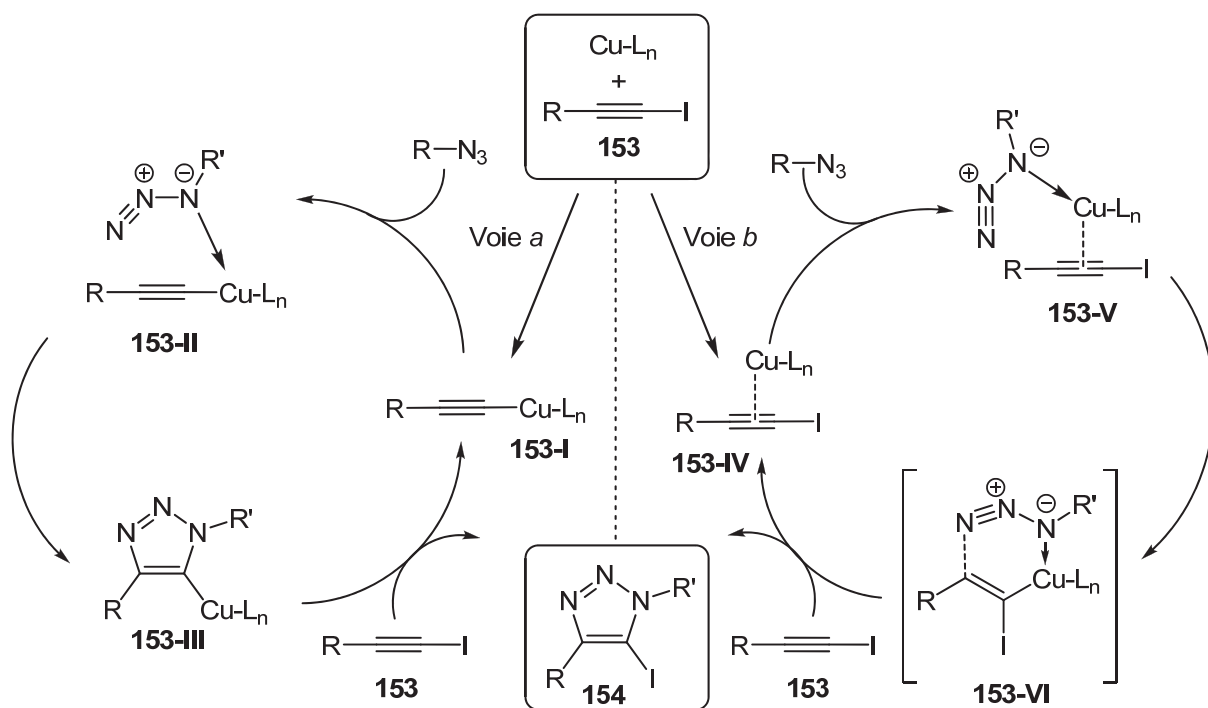 Cu-Ln
+
R I
153
R-N3
Voie a
Voie b
R-N3
R'
N ⊕ N ⊖ N
R Cu-Ln
153-II
R'
N ⊖
⊕ N
N
Cu-Ln
R I
153-V
R Cu-Ln
153-I
Cu-Ln
R I
153-IV
N N N R'
R Cu-Ln
153-III
R I
153
N N N R'
R I
154
R I
153
N ⊕ N ⊖ N R'
Cu-Ln
R
I
153-VI